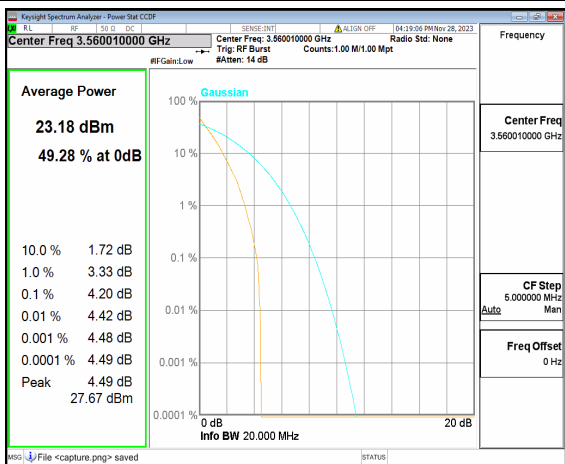 Keysight Spectrum Analyzer - Power Stat CCDF
RL RF 50 Ω DC SENSE:INT ALIGN OFF 04:19:06 PM Nov 28, 2023
Center Freq 3.560010000 GHz
Center Freq: 3.560010000 GHz Radio Std: None
Trig: RF Burst Counts:1.00 M/1.00 Mpt
#IFGain:Low #Atten: 14 dB
Frequency
Average Power
23.18 dBm
49.28 % at 0dB
10.0 % 1.72 dB
1.0 % 3.33 dB
0.1 % 4.20 dB
0.01 % 4.42 dB
0.001 % 4.48 dB
0.0001 % 4.49 dB
Peak 4.49 dB
27.67 dBm
Gaussian
100 %
10 %
1 %
0.1 %
0.01 %
0.001 %
0.0001 %
0 dB 20 dB
Info BW 20.000 MHz
Center Freq
3.560010000 GHz
CF Step
5.000000 MHz
Auto Man
Freq Offset
0 Hz
MSG File <capture.png> saved STATUS